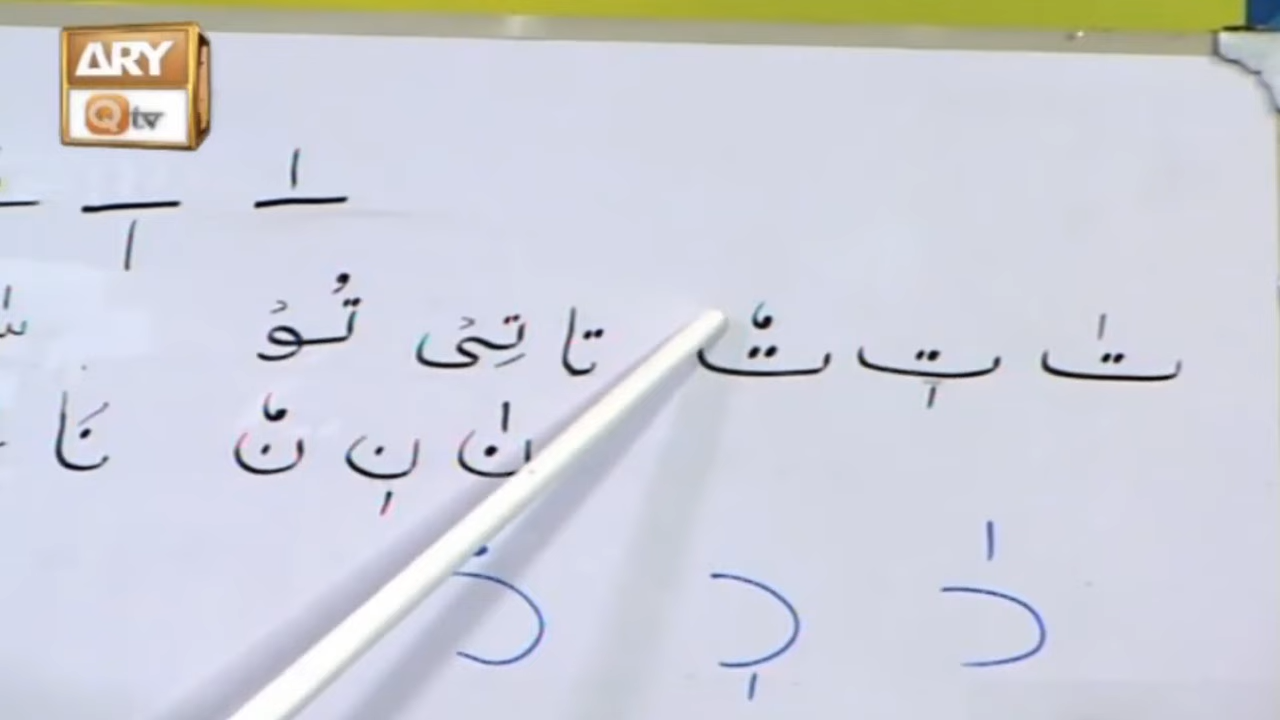 ARY
Qtv
تٰ تٖ تٗ تا تِیْ تُوْ
نٰ نٖ نٗ نَا
دٰ دٖ دٗ